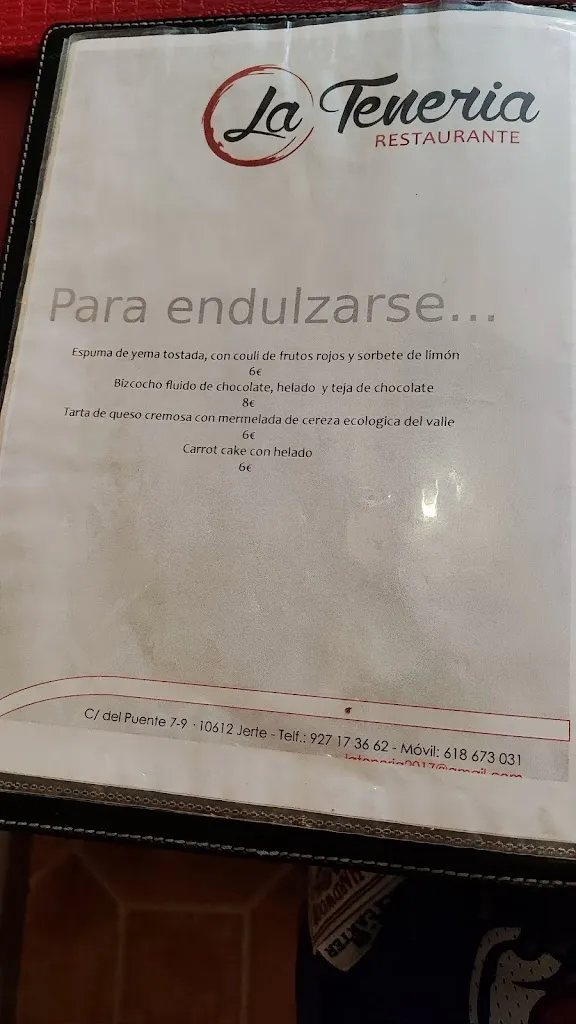 La Teneria
RESTAURANTE
Para endulzarse...
Espuma de yema tostada, con couli de frutos rojos y sorbete de limón
6€
Bizcocho fluido de chocolate, helado y teja de chocolate
8€
Tarta de queso cremosa con mermelada de cereza ecologica del valle
6€
Carrot cake con helado
6€
C/ del Puente 7-9 · 10612 Jerte - Telf.: 927 17 36 62 - Móvil: 618 673 031
lateneria2017@gmail.com